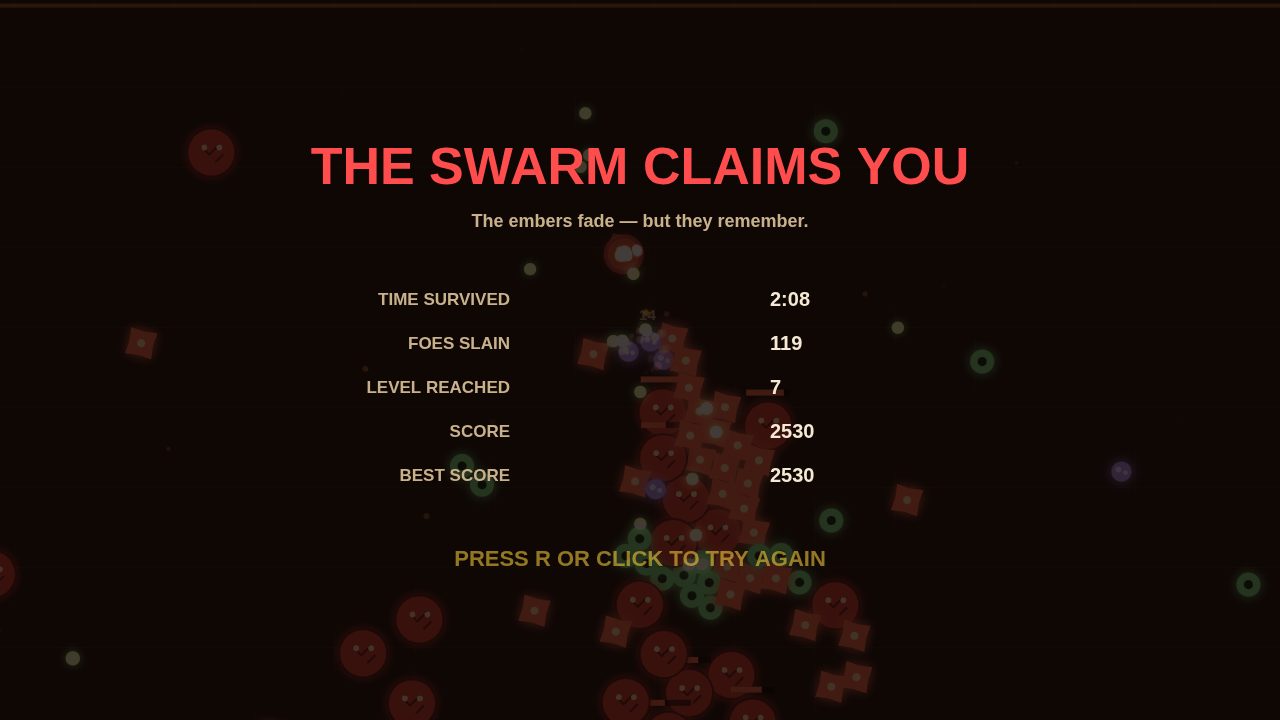 THE SWARM CLAIMS YOU
The embers fade — but they remember.
14
TIME SURVIVED 2:08
FOES SLAIN 119
LEVEL REACHED 7
SCORE 2530
BEST SCORE 2530
PRESS R OR CLICK TO TRY AGAIN